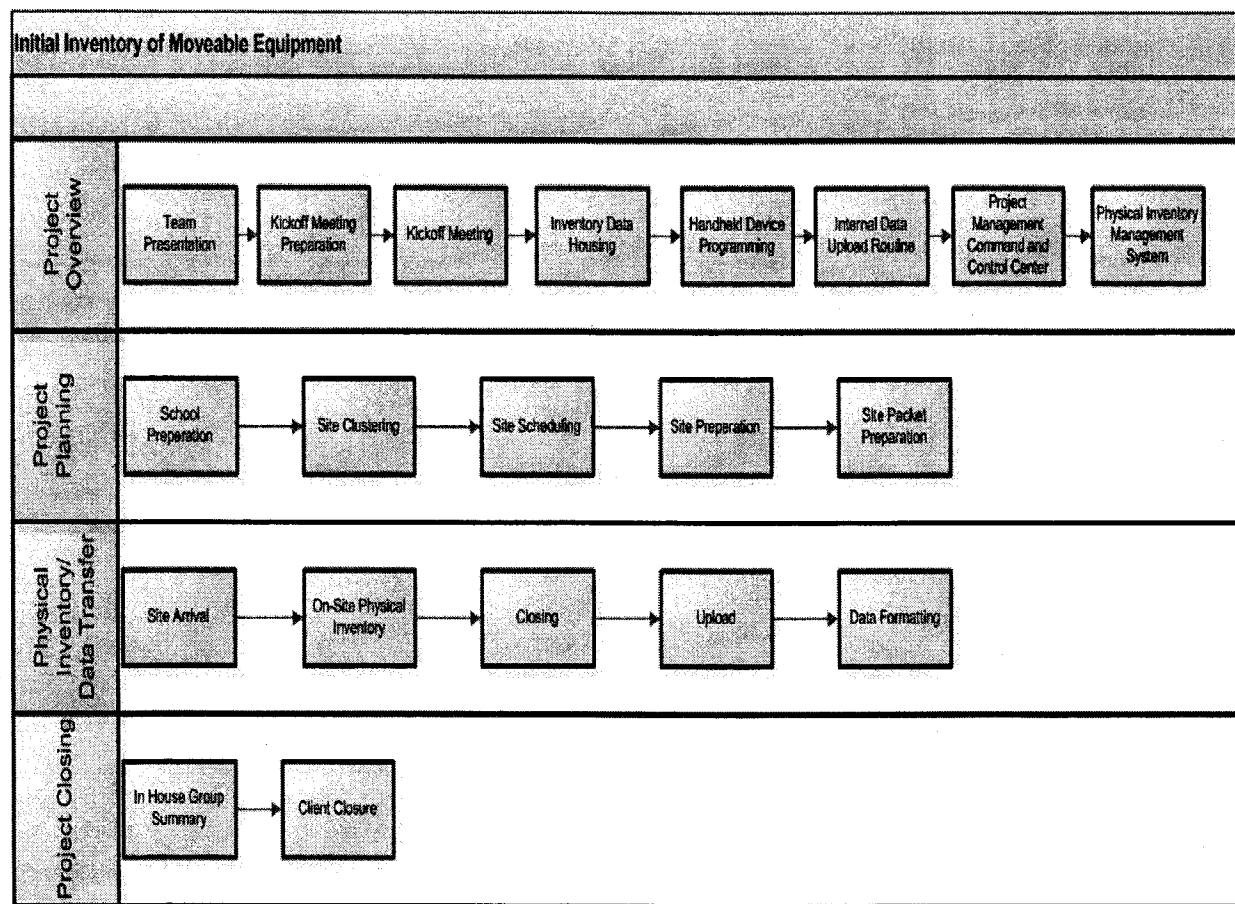 Initial Inventory of Moveable Equipment
Project
Overview
Team
Presentation
Kickoff Meeting
Preparation
Kickoff Meeting
Inventory Data
Housing
Handheld Device
Programming
Internal Data
Upload Routine
Project
Management
Command and
Control Center
Physical Inventory
Management
System
Project
Planning
School
Preparation
Site Clustering
Site Scheduling
Site Preparation
Site Packet
Preparation
Physical
Inventory/
Data Transfer
Site Arrival
On-Site Physical
Inventory
Closing
Upload
Data Formatting
Project Closing
In House Group
Summary
Client Closure